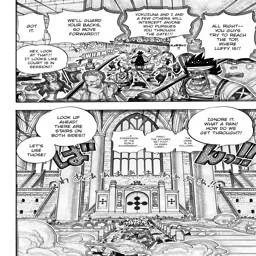 GOT
IT.
HEY, LOOK
AT THAT!!
IT LOOKS LIKE
COURT IS IN
SESSION!!
WE'LL GUARD
YOUR BACKS,
SO MOVE
FORWARD!!!
YOKOZUNA AND I AND
A FEW OTHERS WILL
INTERCEPT ANYONE
WHO PURSUES
YOU THROUGH
THE GATE!!
ALL RIGHT--
YOU GUYS
TRY TO REACH
THE TOP,
WHERE
LUFFY IS!!
LOOK UP
AHEAD!
THERE ARE
STAIRS ON
BOTH SIDES!!
LET'S
USE
THOSE!
IGNORE IT.
WHAT A PAIN!
HOW DO WE
GET THROUGH?!